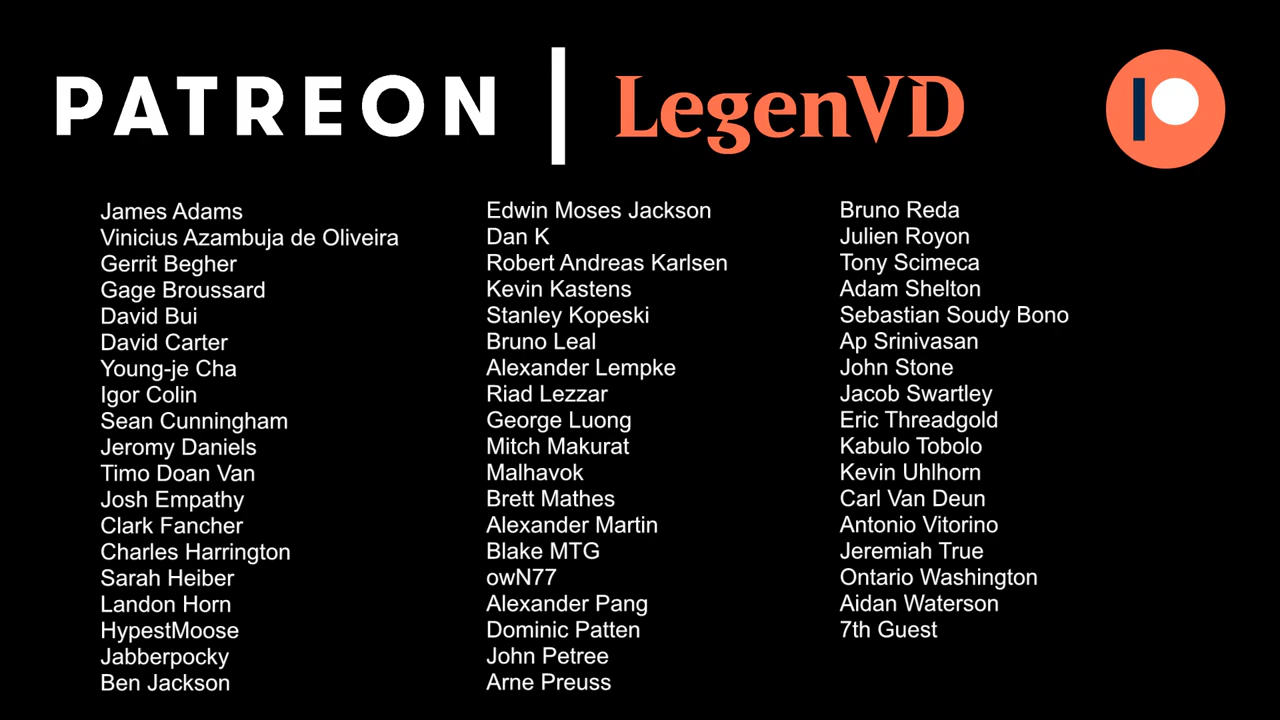 PATREON | LegenVD
James Adams
Vinicius Azambuja de Oliveira
Gerrit Begher
Gage Broussard
David Bui
David Carter
Young-je Cha
Igor Colin
Sean Cunningham
Jeromy Daniels
Timo Doan Van
Josh Empathy
Clark Fancher
Charles Harrington
Sarah Heiber
Landon Horn
HypestMoose
Jabberpocky
Ben Jackson
Edwin Moses Jackson
Dan K
Robert Andreas Karlsen
Kevin Kastens
Stanley Kopeski
Bruno Leal
Alexander Lempke
Riad Lezzar
George Luong
Mitch Makurat
Malhavok
Brett Mathes
Alexander Martin
Blake MTG
owN77
Alexander Pang
Dominic Patten
John Petree
Arne Preuss
Bruno Reda
Julien Royon
Tony Scimeca
Adam Shelton
Sebastian Soudy Bono
Ap Srinivasan
John Stone
Jacob Swartley
Eric Threadgold
Kabulo Tobolo
Kevin Uhlhorn
Carl Van Deun
Antonio Vitorino
Jeremiah True
Ontario Washington
Aidan Waterson
7th Guest